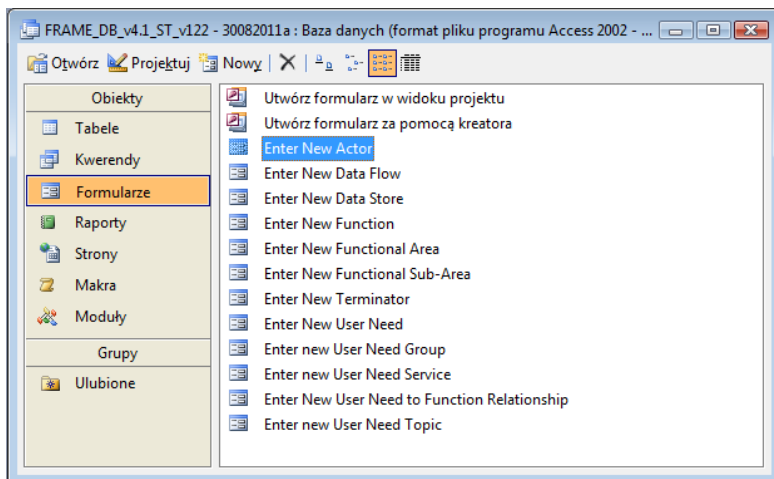 FRAME_DB_v4.1_ST_v122 - 30082011a : Baza danych (format pliku programu Access 2002 - ...
Otwórz Projektuj Nowy
Obiekty
Tabele
Kwerendy
Formularze
Raporty
Strony
Makra
Moduły
Grupy
Ulubione
Utwórz formularz w widoku projektu
Utwórz formularz za pomocą kreatora
Enter New Actor
Enter New Data Flow
Enter New Data Store
Enter New Function
Enter New Functional Area
Enter New Functional Sub-Area
Enter New Terminator
Enter New User Need
Enter new User Need Group
Enter new User Need Service
Enter New User Need to Function Relationship
Enter new User Need Topic